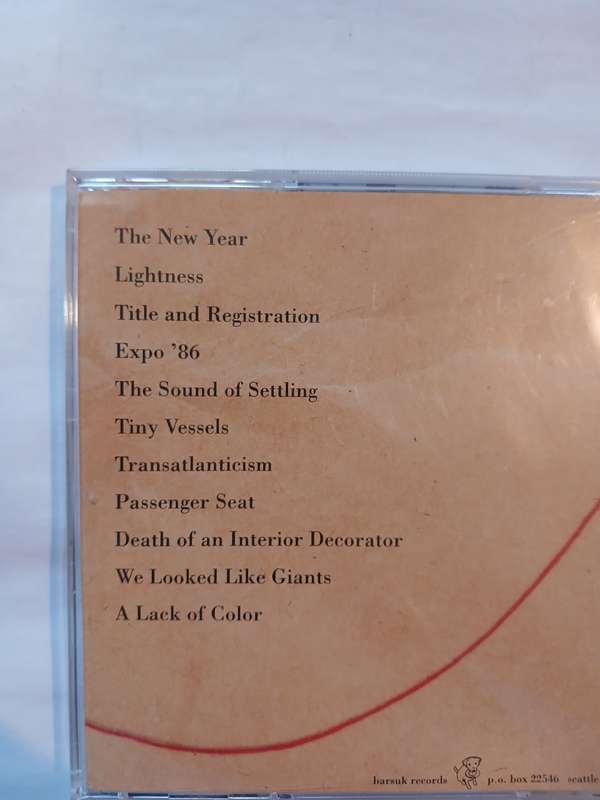 The New Year
Lightness
Title and Registration
Expo ’86
The Sound of Settling
Tiny Vessels
Transatlanticism
Passenger Seat
Death of an Interior Decorator
We Looked Like Giants
A Lack of Color
barsuk records p.o. box 22546 seattle